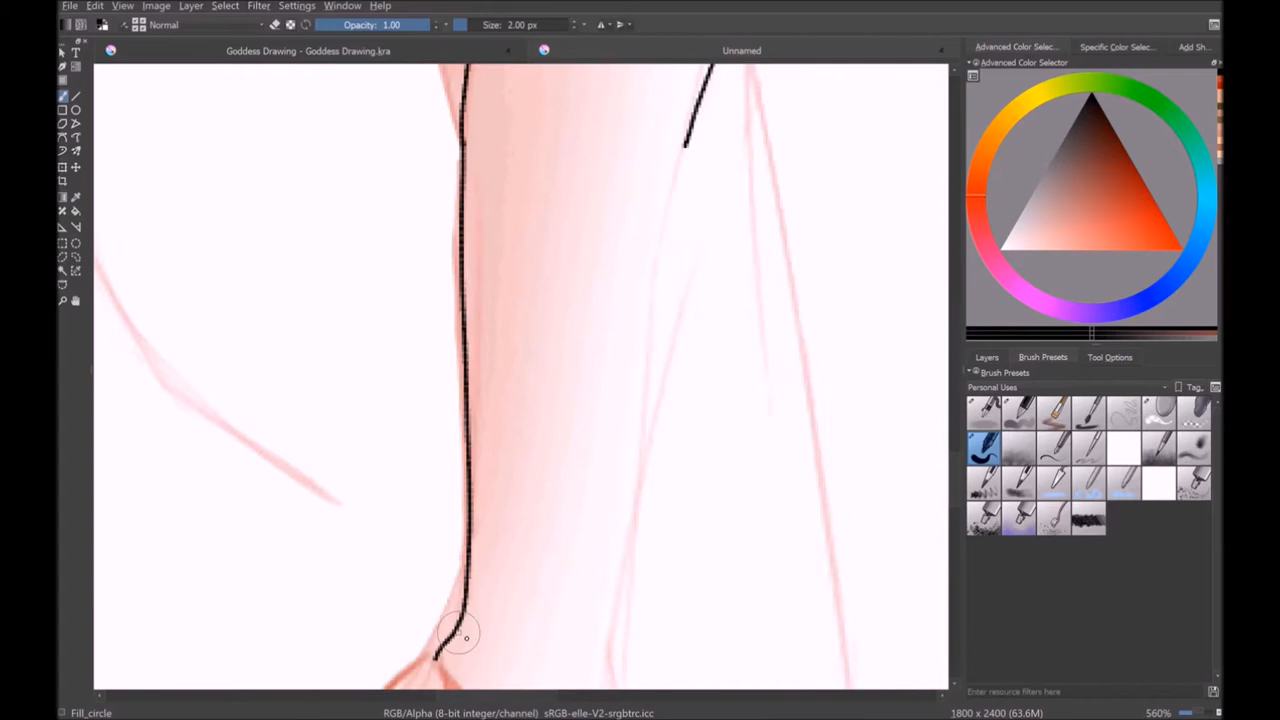 File Edit View Image Layer Select Filter Settings Window Help
Normal Opacity: 1.00 Size: 2.00 px
Goddess Drawing - Goddess Drawing.kra Unnamed
Advanced Color Selec... Specific Color Selec... Add Sh...
Advanced Color Selector
Layers Brush Presets Tool Options
Brush Presets
Personal Uses Tag
Enter resource filters here
Fill_circle RGB/Alpha (8-bit integer/channel) sRGB-elle-V2-srgbtrc.icc 1800 x 2400 (63.6M) 560%